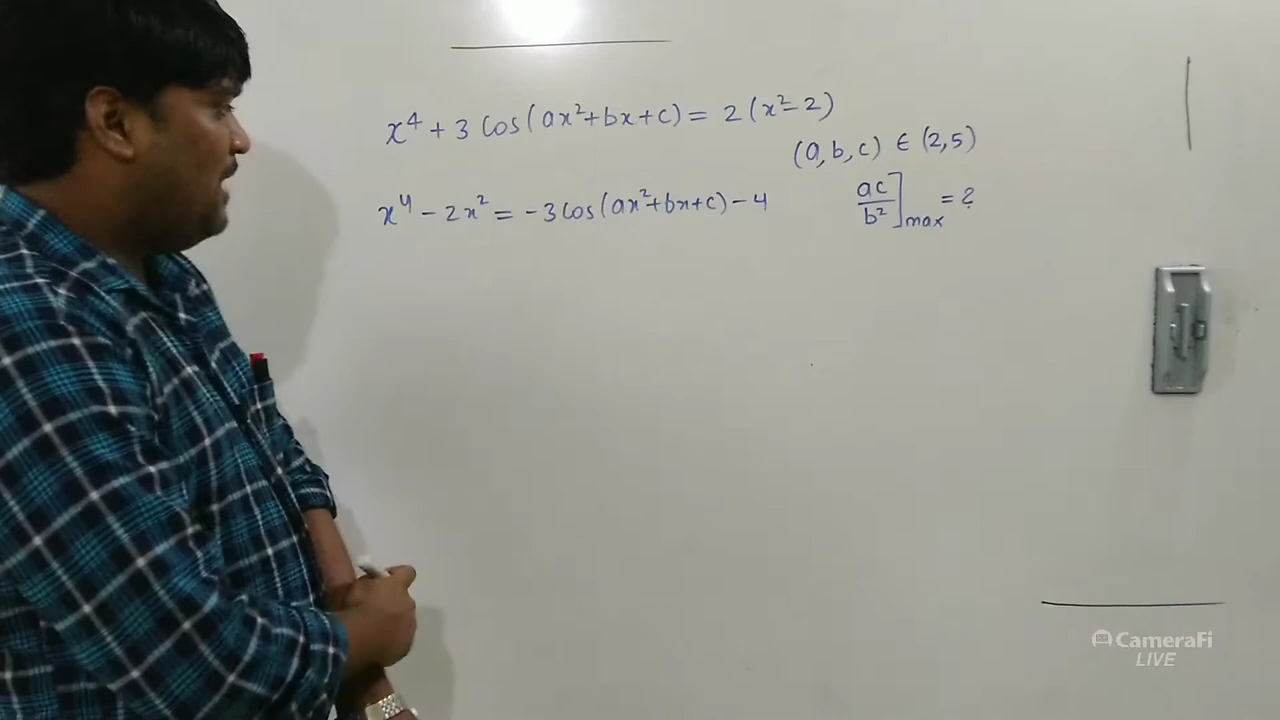 x⁴ + 3 cos(ax²+bx+c) = 2(x²-2)
(a,b,c) ∈ (2,5)
x⁴ - 2x² = -3 cos(ax²+bx+c) - 4
ac/b²]max = ?
CameraFi
LIVE